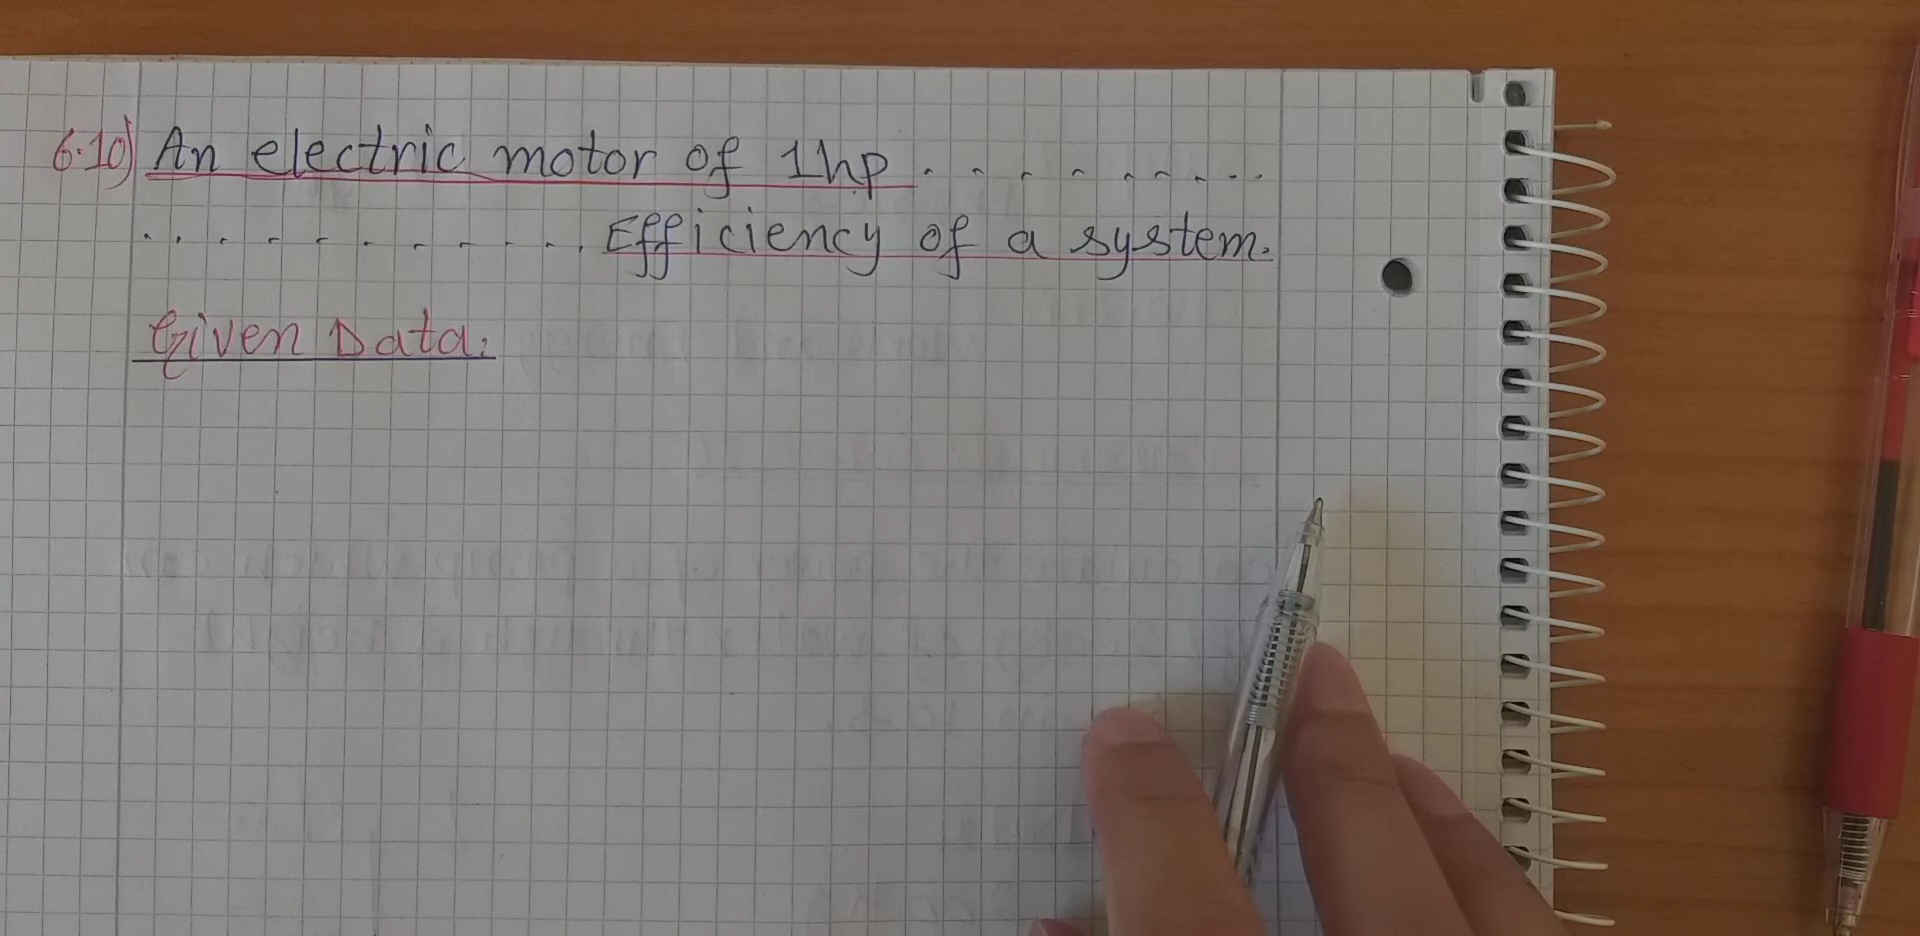 6.10) An electric motor of 1hp . . . . . . . . .
. . . . . . . . . . Efficiency of a system.
Given Data: